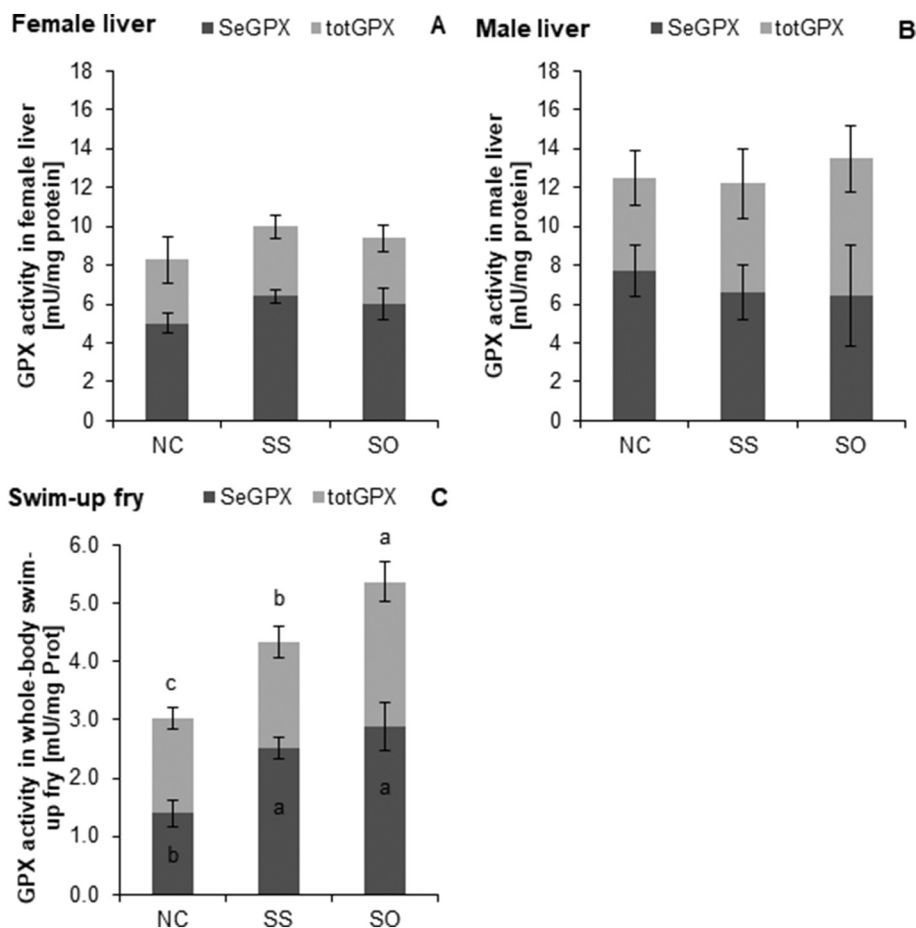 Female liver SeGPX totGPX A
GPX activity in female liver
[mU/mg protein]
18
16
14
12
10
8
6
4
2
0
NC SS SO
Male liver SeGPX totGPX B
GPX activity in male liver
[mU/mg protein]
18
16
14
12
10
8
6
4
2
0
NC SS SO
Swim-up fry SeGPX totGPX C
GPX activity in whole-body swim-
up fry [mU/mg Prot]
6.0
5.0
4.0
3.0
2.0
1.0
0.0
c b a
b a a
NC SS SO